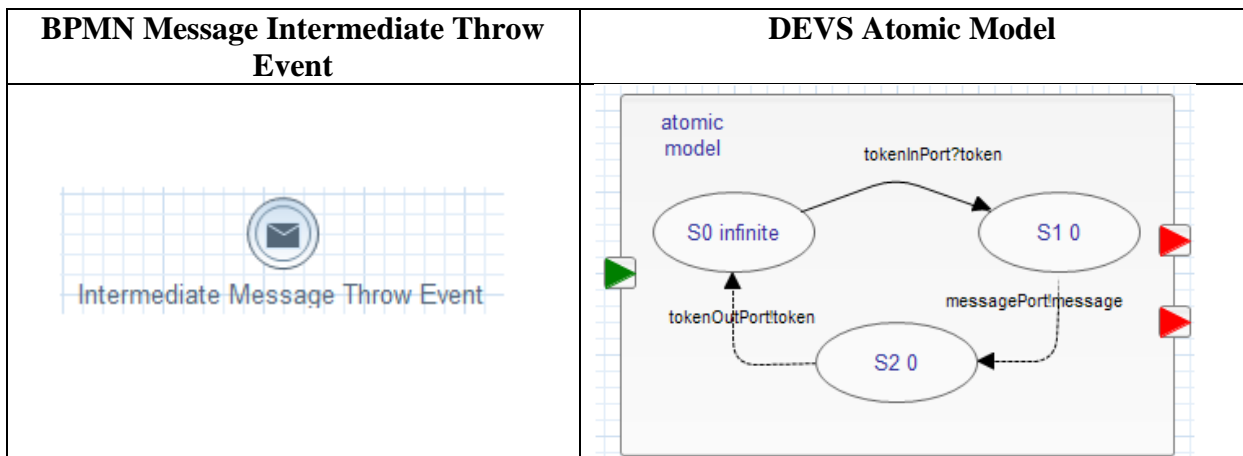 BPMN Message Intermediate Throw
Event
DEVS Atomic Model
Intermediate Message Throw Event
atomic
model
tokenInPort?token
S0 infinite
S1 0
messagePort!message
tokenOutPort!token
S2 0